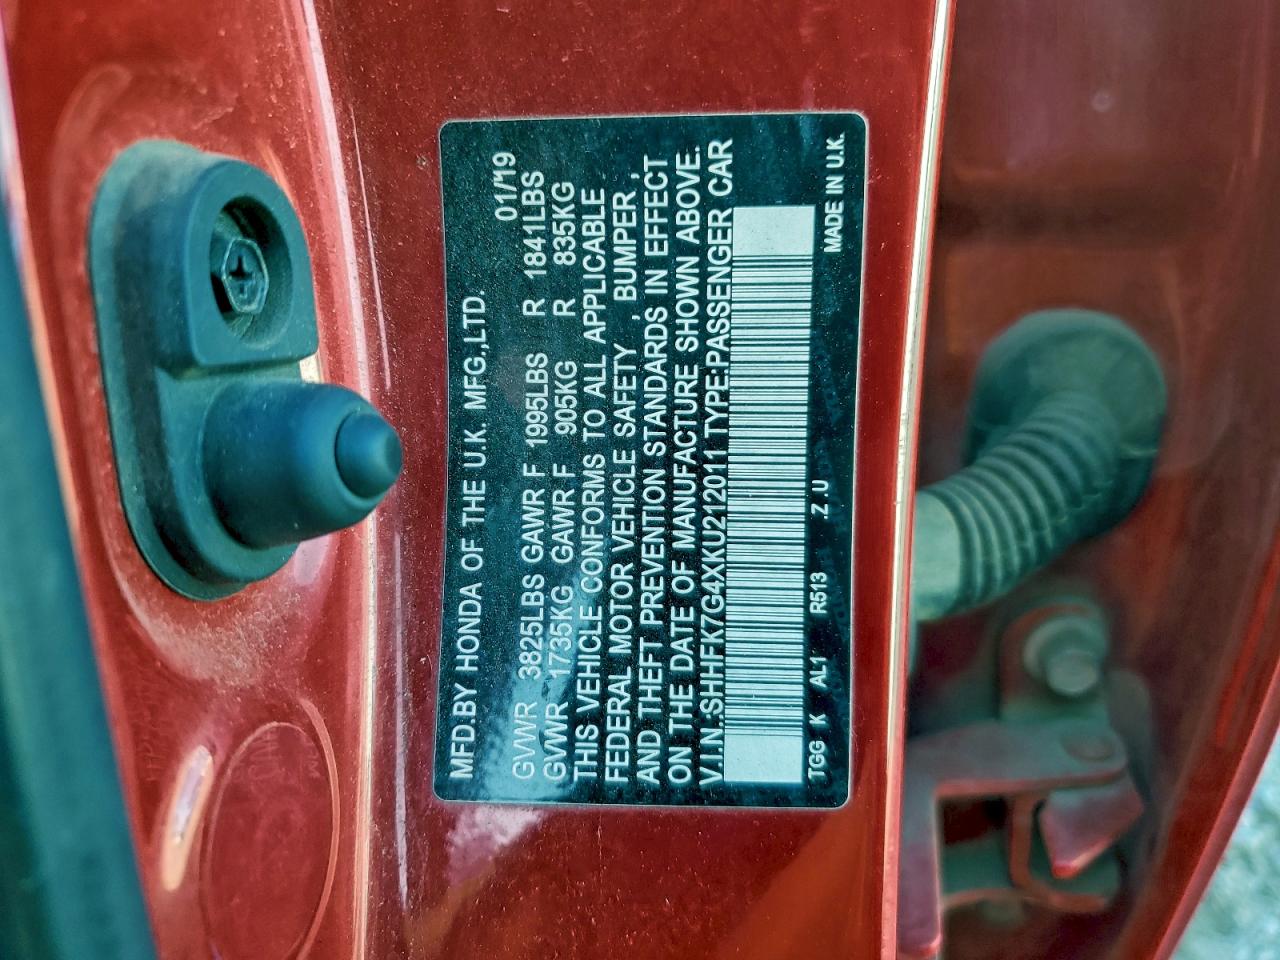 MFD.BY HONDA OF THE U.K. MFG.,LTD.
01/19
GVWR 3825LBS GAWR F 1995LBS R 1841LBS
GVWR 1735KG GAWR F 905KG R 835KG
THIS VEHICLE CONFORMS TO ALL APPLICABLE
FEDERAL MOTOR VEHICLE SAFETY , BUMPER ,
AND THEFT PREVENTION STANDARDS IN EFFECT
ON THE DATE OF MANUFACTURE SHOWN ABOVE.
V.I.N.SHHFK7G4XKU212011 TYPE:PASSENGER CAR
TGG K AL1 R513 Z.U MADE IN U.K.